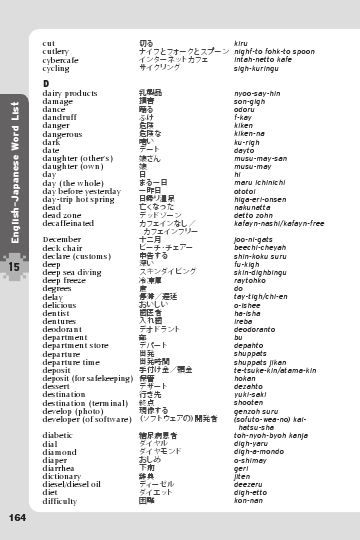 cut 切る kiru
cutlery ナイフとフォークとスプーン nighf-to fohk-to spoon
cybercafe インターネットカフェ intah-netto kafe
cycling サイクリング sigh-kuringu
D
dairy products 乳製品 nyoo-say-hin
damage 損害 son-gigh
dance 踊る odoru
dandruff ふけ f-kay
danger 危険 kiken
dangerous 危険な kiken-na
dark 暗い ku-righ
date デート dayto
daughter (other's) 娘さん musu-may-san
daughter (own) 娘 musu-may
day 日 hi
day (the whole) まる一日 maru ichinichi
day before yesterday 一昨日 ototoi
day-trip hot spring 日帰り温泉 higa-eri-onsen
dead 亡くなった nakunatta
dead zone デッドゾーン detto zohn
decaffeinated カフェインなし／ kafayn-nashi/kafayn-free
カフェインフリー
December 十二月 joo-ni-gats
deck chair ビーチ・チェアー beechi-cheyah
declare (customs) 申告する shin-koku suru
deep 深い fu-kigh
deep sea diving スキンダイビング skin-dighbingu
deep freeze 冷凍庫 raytohko
degrees 度 do
delay 停滞／遅延 tay-tigh/chi-en
delicious おいしい o-ishee
dentist 歯医者 ha-isha
dentures 入れ歯 ireba
deodorant デオドラント deodoranto
department 部 bu
department store デパート depahto
departure 出発 shuppats
departure time 出発時間 shuppats jikan
deposit 手付け金／頭金 te-tsuke-kin/atama-kin
deposit (for safekeeping) 保管 hokan
dessert デザート dezahto
destination 行き先 yuki-saki
destination (terminal) 終点 shooten
develop (photo) 現像する genzoh suru
developer (of software) (ソフトウェアの) 開発者 (sofuto-wea-no) kai-
hatsu-sha
diabetic 糖尿病患者 toh-nyoh-byoh kanja
dial ダイヤル digh-yaru
diamond ダイヤモンド digh-a-mondo
diaper おしめ o-shimay
diarrhea 下痢 geri
dictionary 辞典 jiten
diesel/diesel oil ディーゼル deezeru
diet ダイエット digh-etto
difficulty 困難 kon-nan
English–Japanese Word List
15
164